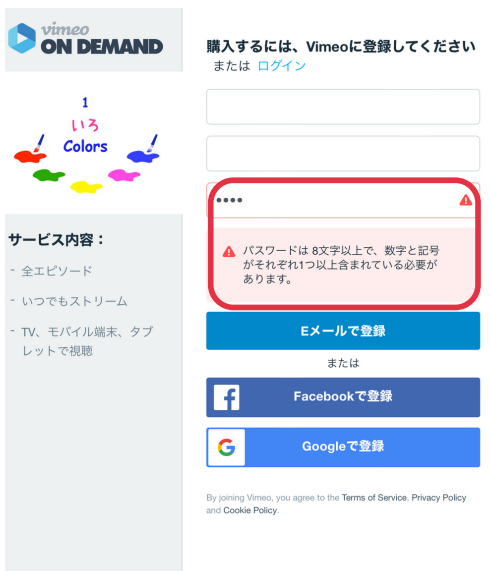 vimeo
ON DEMAND
1
いろ
Colors
サービス内容：
- 全エピソード
- いつでもストリーム
- TV、モバイル端末、タブ
レットで視聴
購入するには、Vimeoに登録してください
または ログイン
パスワードは 8文字以上で、数字と記号
がそれぞれ1つ以上含まれている必要が
あります。
Eメールで登録
または
Facebookで登録
Googleで登録
By joining Vimeo, you agree to the Terms of Service, Privacy Policy
and Cookie Policy.